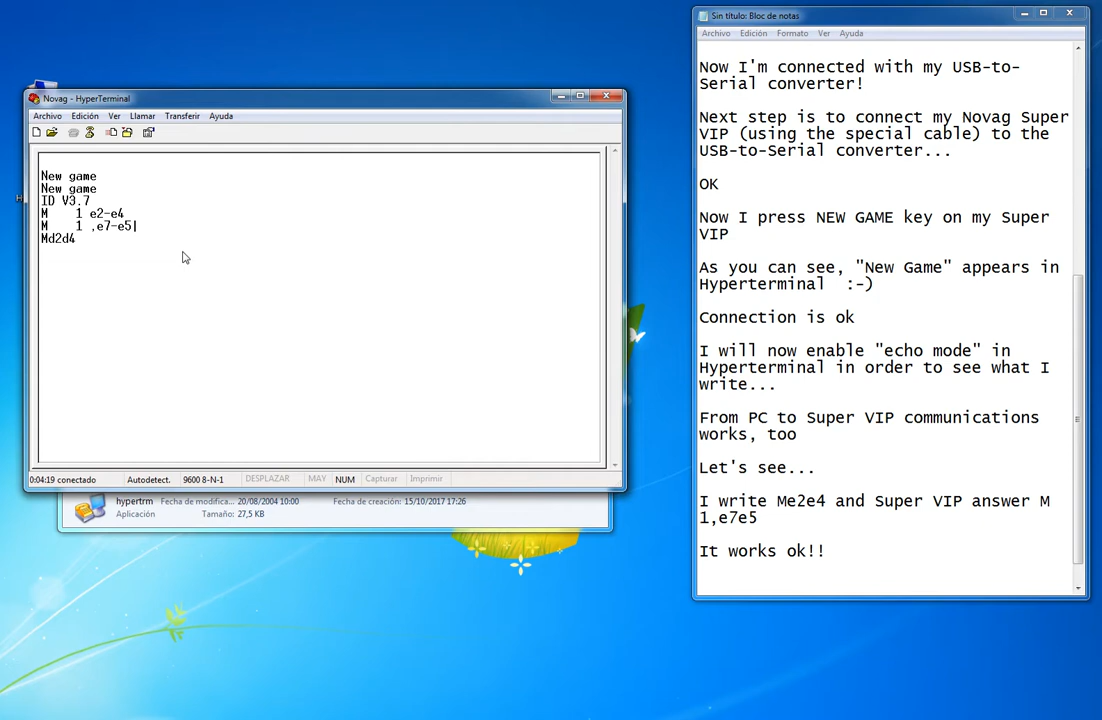 Novag - HyperTerminal
Archivo Edición Ver Llamar Transferir Ayuda
New game
New game
ID V3.7
M 1 e2-e4
M 1 ,e7-e5
Md2d4
0:04:19 conectado Autodetect. 9600 8-N-1 DESPLAZAR MAY NUM Capturar Imprimir
hypertrm Fecha de modifica... 20/08/2004 10:00 Fecha de creación: 15/10/2017 17:26
Aplicación Tamaño: 27,5 KB
Sin título: Bloc de notas
Archivo Edición Formato Ver Ayuda
Now I'm connected with my USB-to-
Serial converter!
Next step is to connect my Novag Super
VIP (using the special cable) to the
USB-to-Serial converter...
OK
Now I press NEW GAME key on my Super
VIP
As you can see, "New Game" appears in
Hyperterminal :-)
Connection is ok
I will now enable "echo mode" in
Hyperterminal in order to see what I
write...
From PC to Super VIP communications
works, too
Let's see...
I write Me2e4 and Super VIP answer M
1,e7e5
It works ok!!